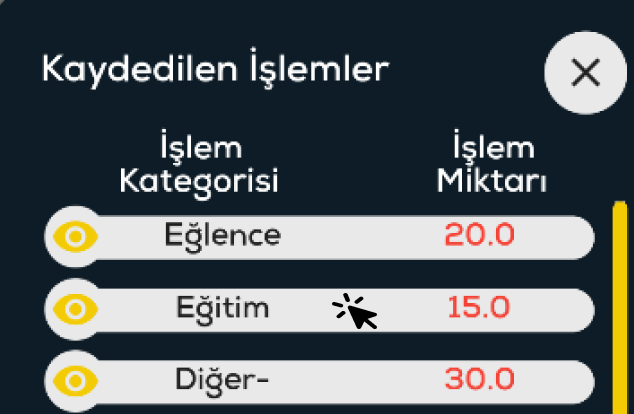 Kaydedilen İşlemler
İşlem Kategorisi
İşlem Miktarı
Eğlence 20.0
Eğitim 15.0
Diğer- 30.0